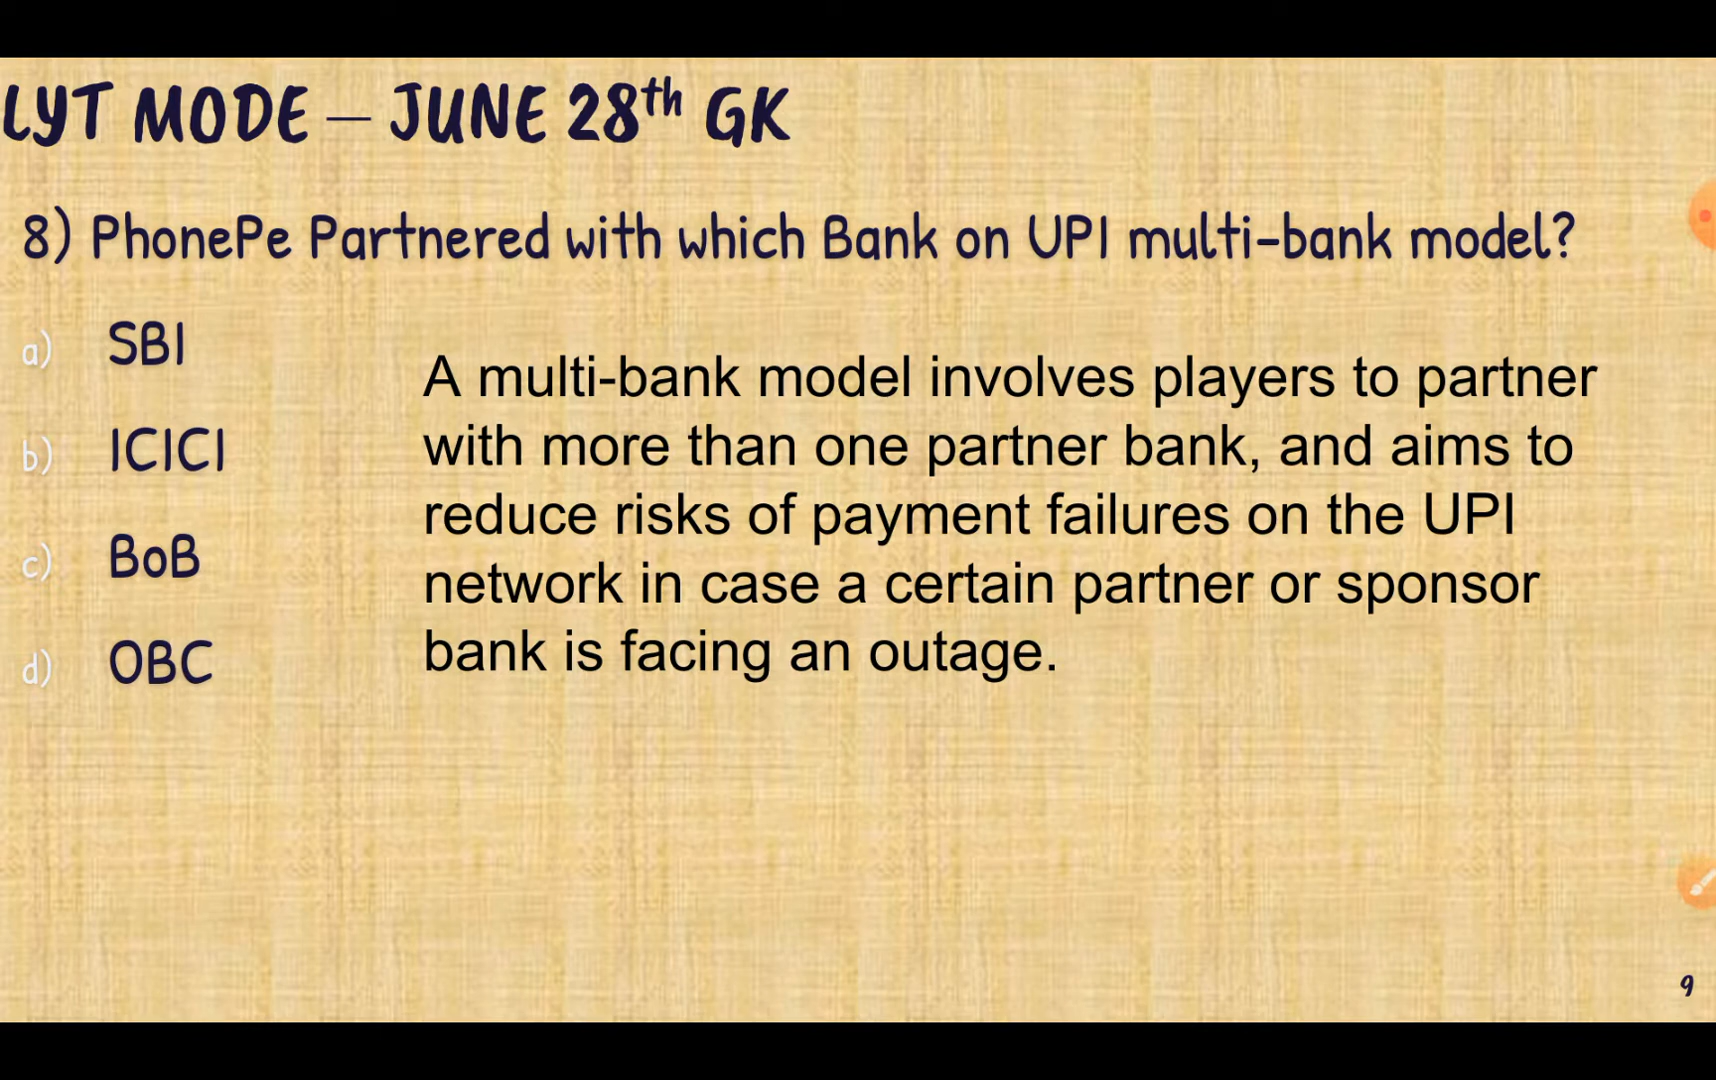 LYT MODE – JUNE 28th GK
8) PhonePe Partnered with which Bank on UPI multi-bank model?
a) SBI
b) ICICI
c) BoB
d) OBC
A multi-bank model involves players to partner
with more than one partner bank, and aims to
reduce risks of payment failures on the UPI
network in case a certain partner or sponsor
bank is facing an outage.
9